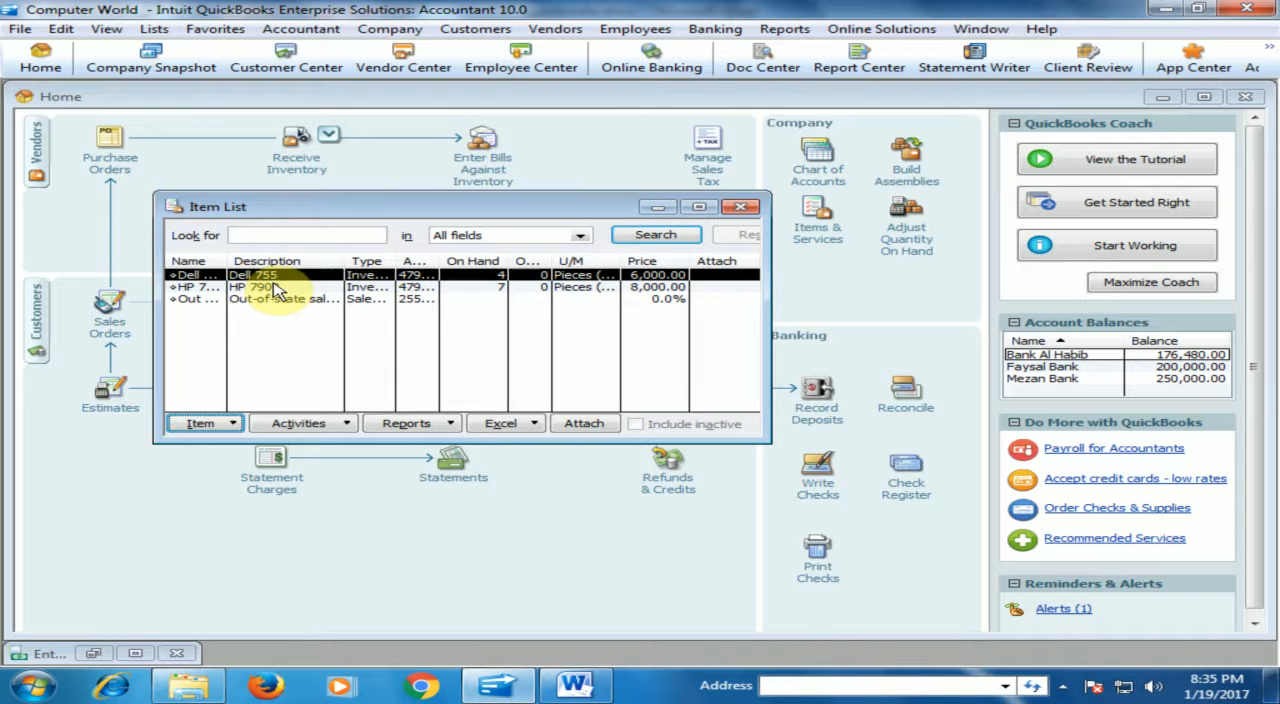 Computer World - Intuit QuickBooks Enterprise Solutions: Accountant 10.0
File Edit View Lists Favorites Accountant Company Customers Vendors Employees Banking Reports Online Solutions Window Help
Home Company Snapshot Customer Center Vendor Center Employee Center Online Banking Doc Center Report Center Statement Writer Client Review App Center Ac
Home
Vendors
Purchase Orders
Receive Inventory
Enter Bills Against Inventory
Manage Sales Tax
Company
Chart of Accounts
Build Assemblies
Items & Services
Adjust Quantity On Hand
Item List
Look for in All fields Search Res
Name Description Type A... On Hand O... U/M Price Attach
Dell ... Dell 755 Inve... 479... 4 0 Pieces (... 6,000.00
HP 7... HP 790 Inve... 479... 7 0 Pieces (... 8,000.00
Out ... Out-of-state sal... Sale... 255... 0.0%
Item Activities Reports Excel Attach Include inactive
Customers
Sales Orders
Estimates
Statement Charges
Statements
Refunds & Credits
Banking
Record Deposits
Reconcile
Write Checks
Check Register
Print Checks
QuickBooks Coach
View the Tutorial
Get Started Right
Start Working
Maximize Coach
Account Balances
Name Balance
Bank Al Habib 176,480.00
Faysal Bank 200,000.00
Mezan Bank 250,000.00
Do More with QuickBooks
Payroll for Accountants
Accept credit cards - low rates
Order Checks & Supplies
Recommended Services
Reminders & Alerts
Alerts (1)
Ent...
Address
8:35 PM
1/19/2017